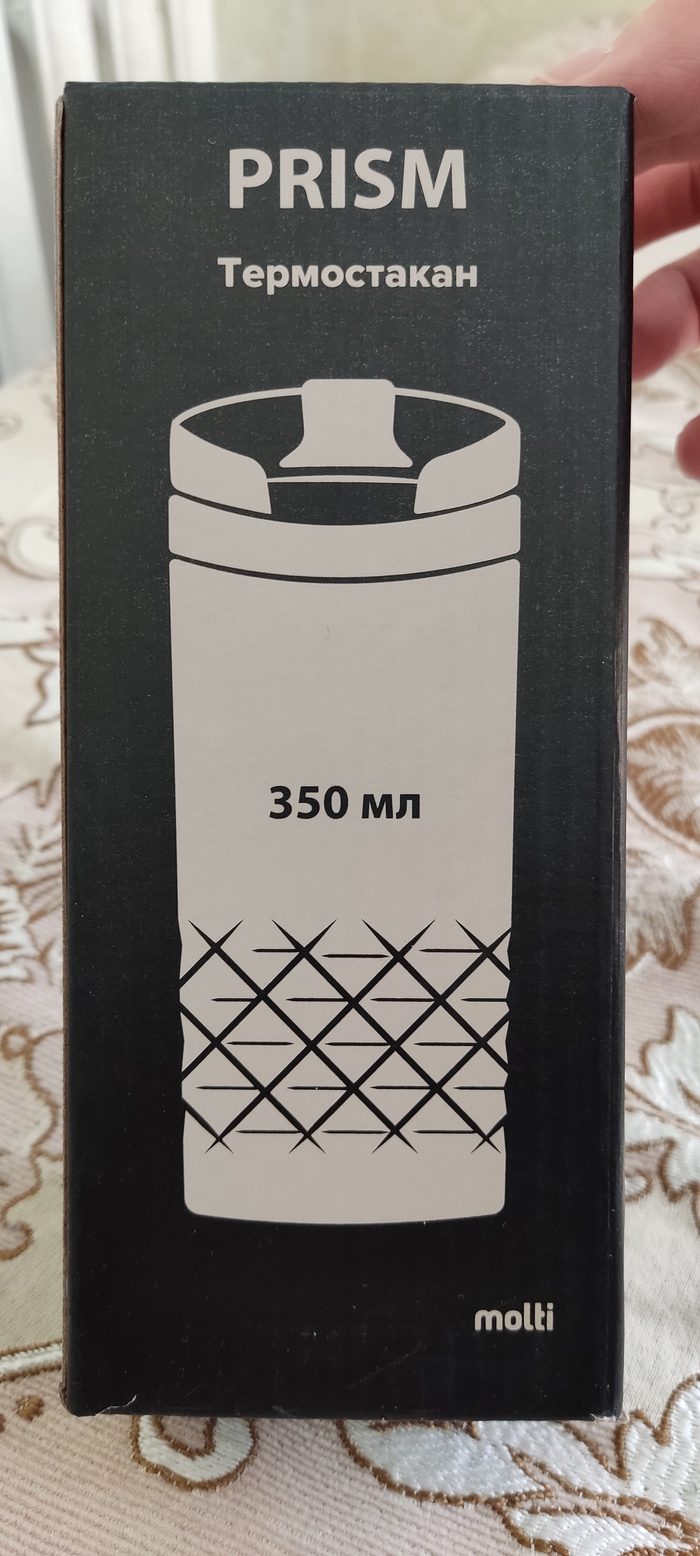 PRISM
Термостакан
350 мл
molti